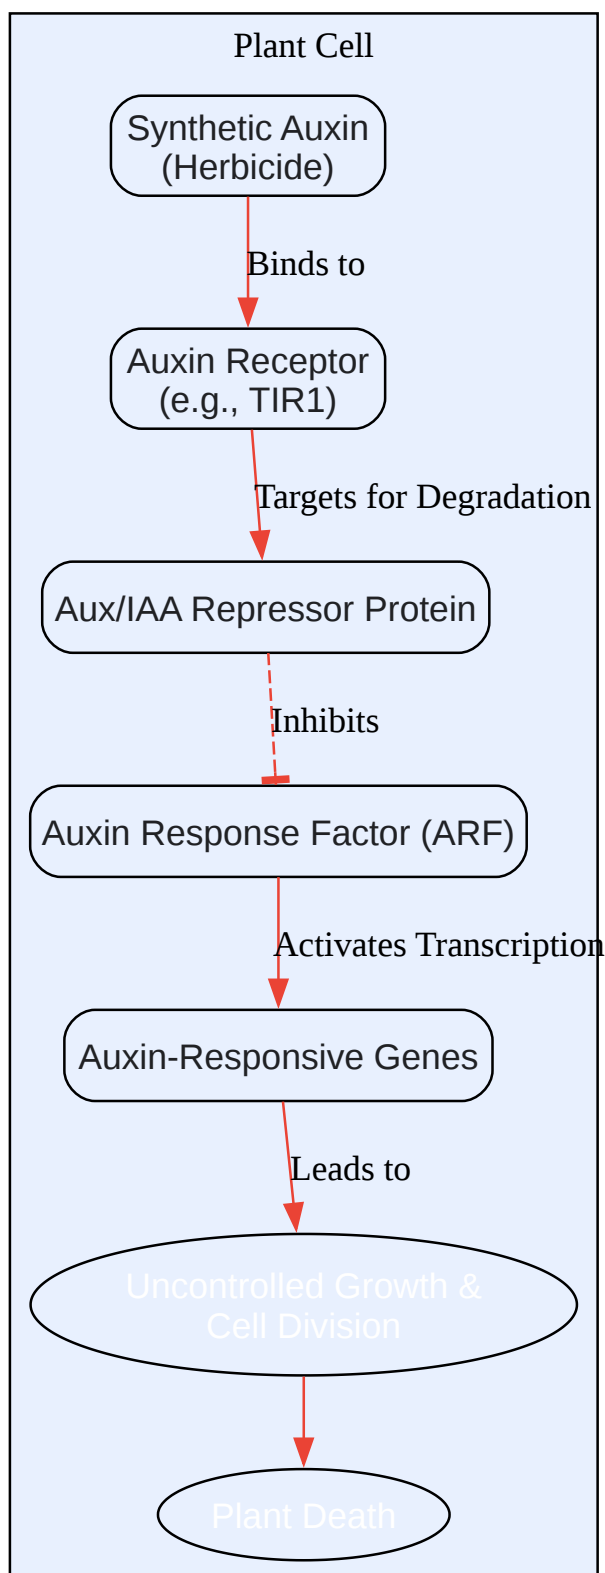 Plant Cell
Synthetic Auxin
(Herbicide)
Binds to
Auxin Receptor
(e.g., TIR1)
Targets for Degradation
Aux/IAA Repressor Protein
Inhibits
Auxin Response Factor (ARF)
Activates Transcription
Auxin-Responsive Genes
Leads to
Uncontrolled Growth &
Cell Division
Plant Death